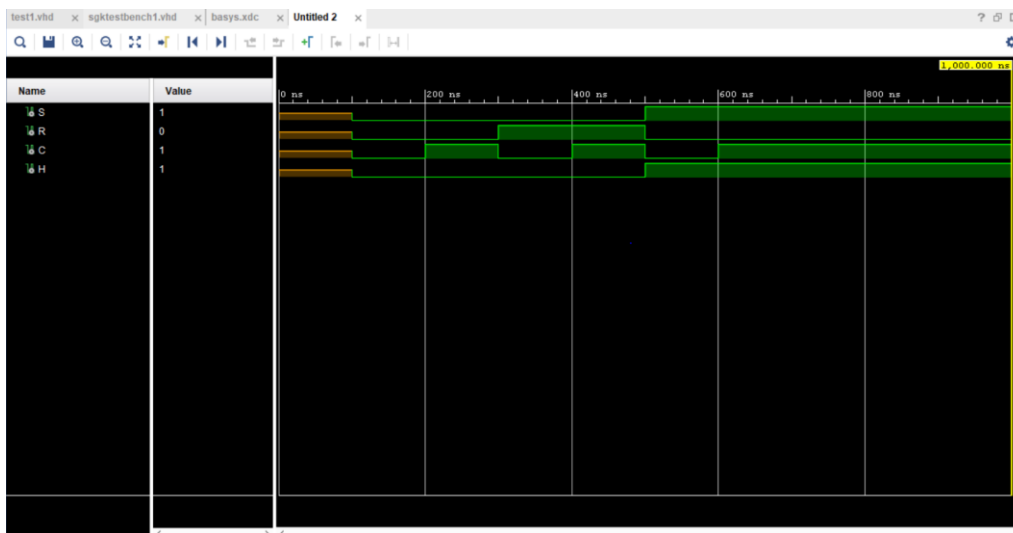 test1.vhd x sgktestbench1.vhd x basys.xdc x Untitled 2 x ?
1,000.000 ns
Name Value
0 ns 200 ns 400 ns 600 ns 800 ns
S 1
R 0
C 1
H 1